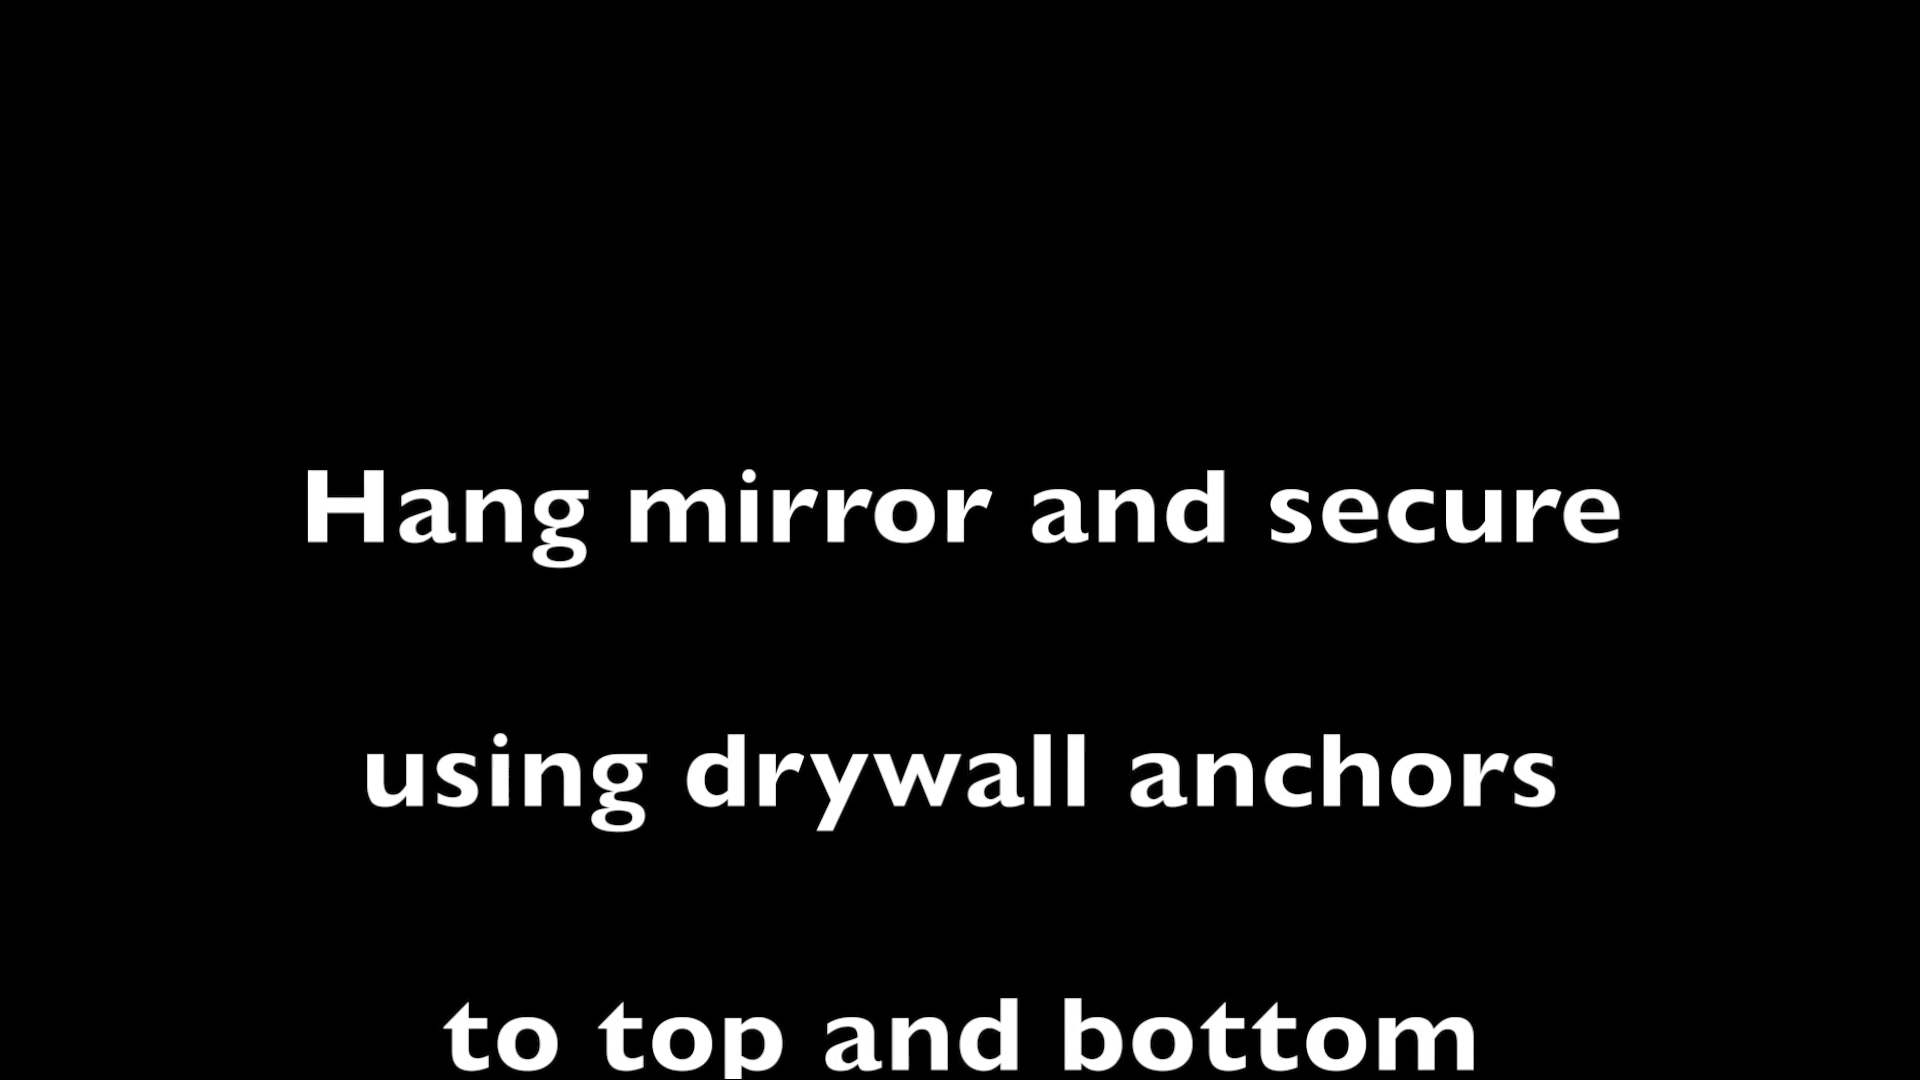 Hang mirror and secure
using drywall anchors
to top and bottom